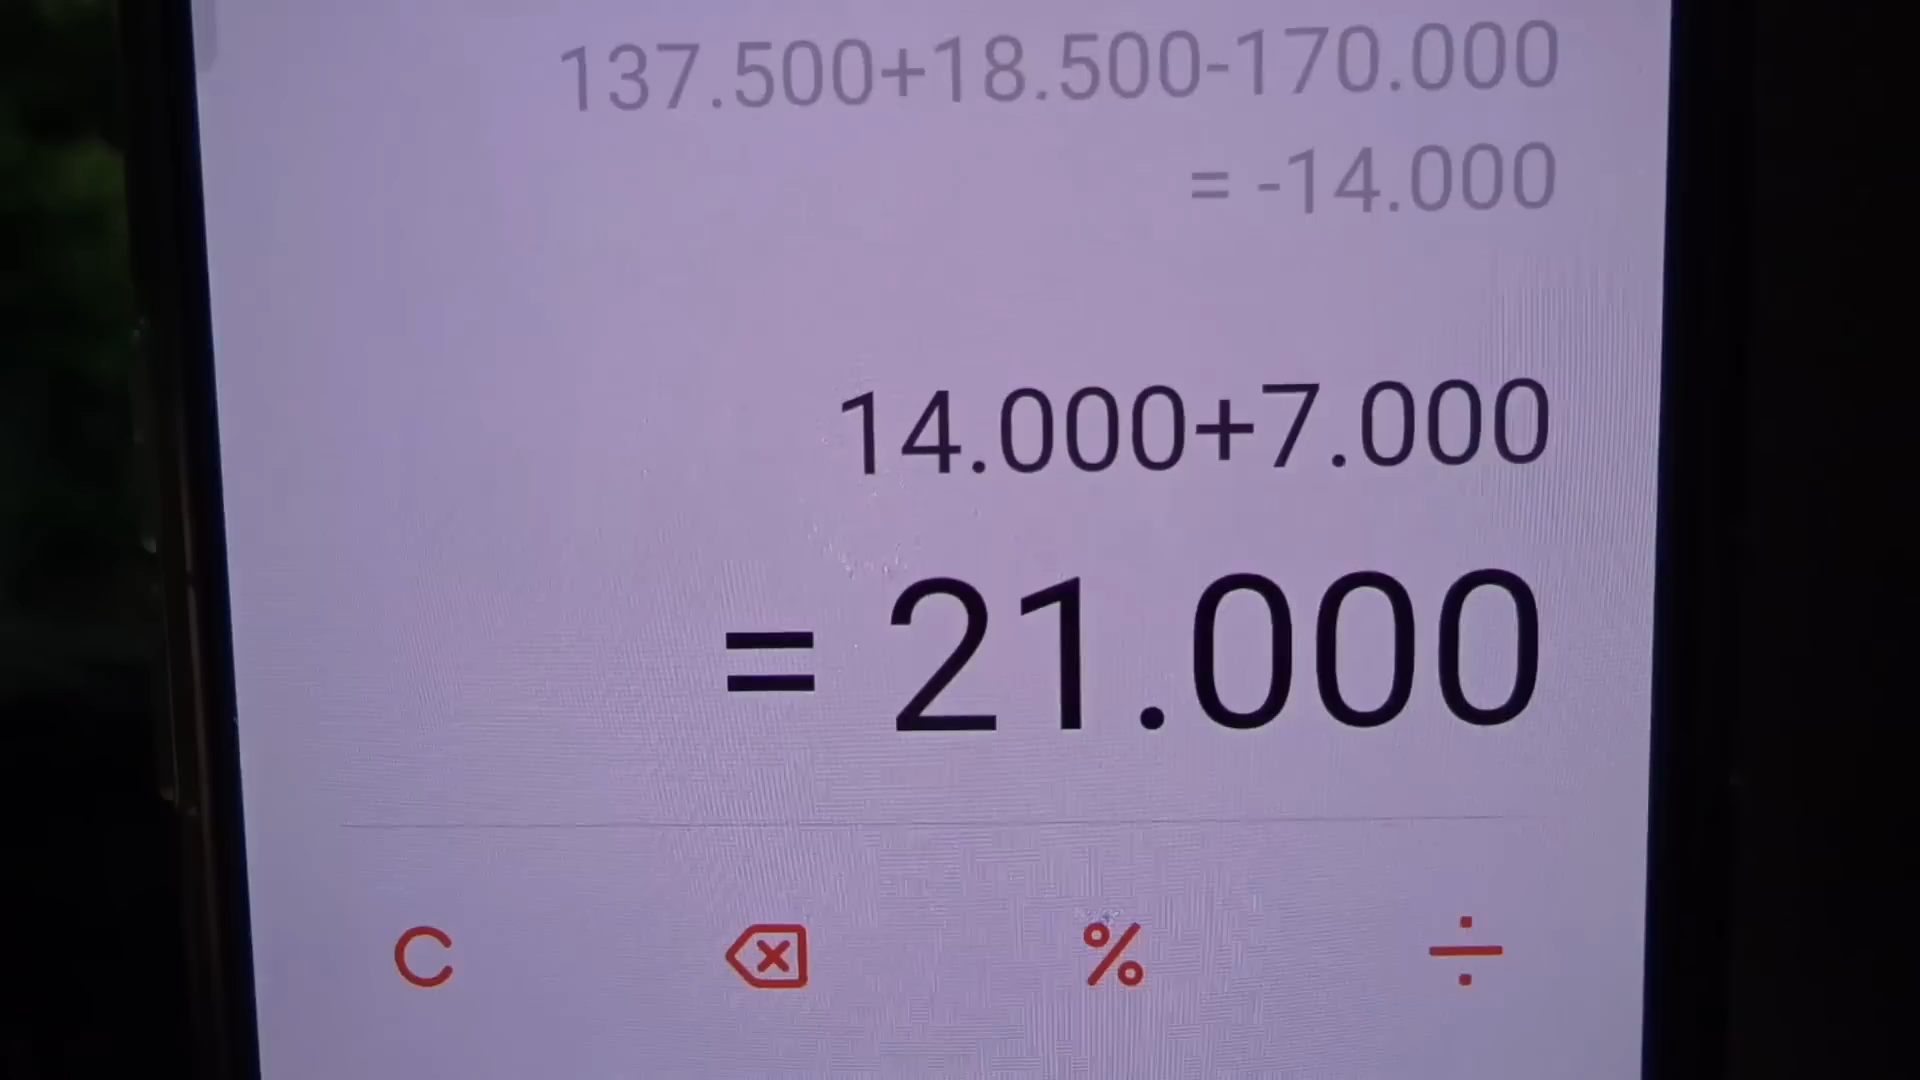 137.500+18.500-170.000
= -14.000
14.000+7.000
= 21.000
C % ÷